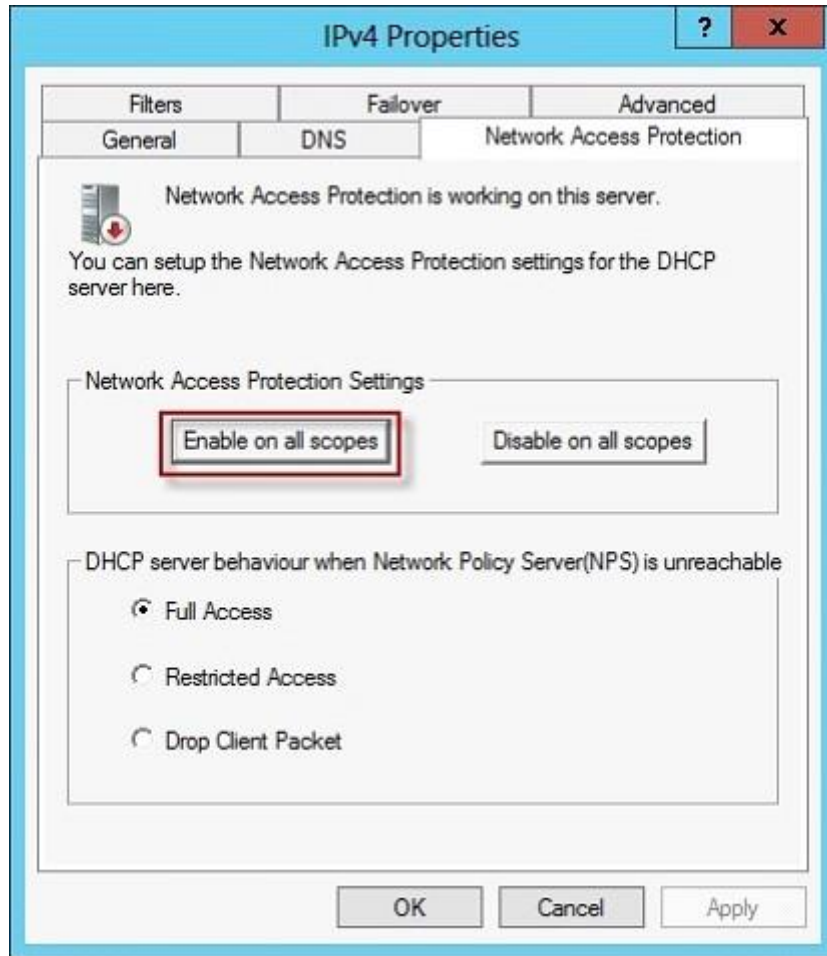 IPv4 Properties
?
x
Filters
Failover
Advanced
General
DNS
Network Access Protection
Network Access Protection is working on this server.
You can setup the Network Access Protection settings for the DHCP
server here.
Network Access Protection Settings
Enable on all scopes
Disable on all scopes
DHCP server behaviour when Network Policy Server(NPS) is unreachable
Full Access
Restricted Access
Drop Client Packet
OK
Cancel
Apply